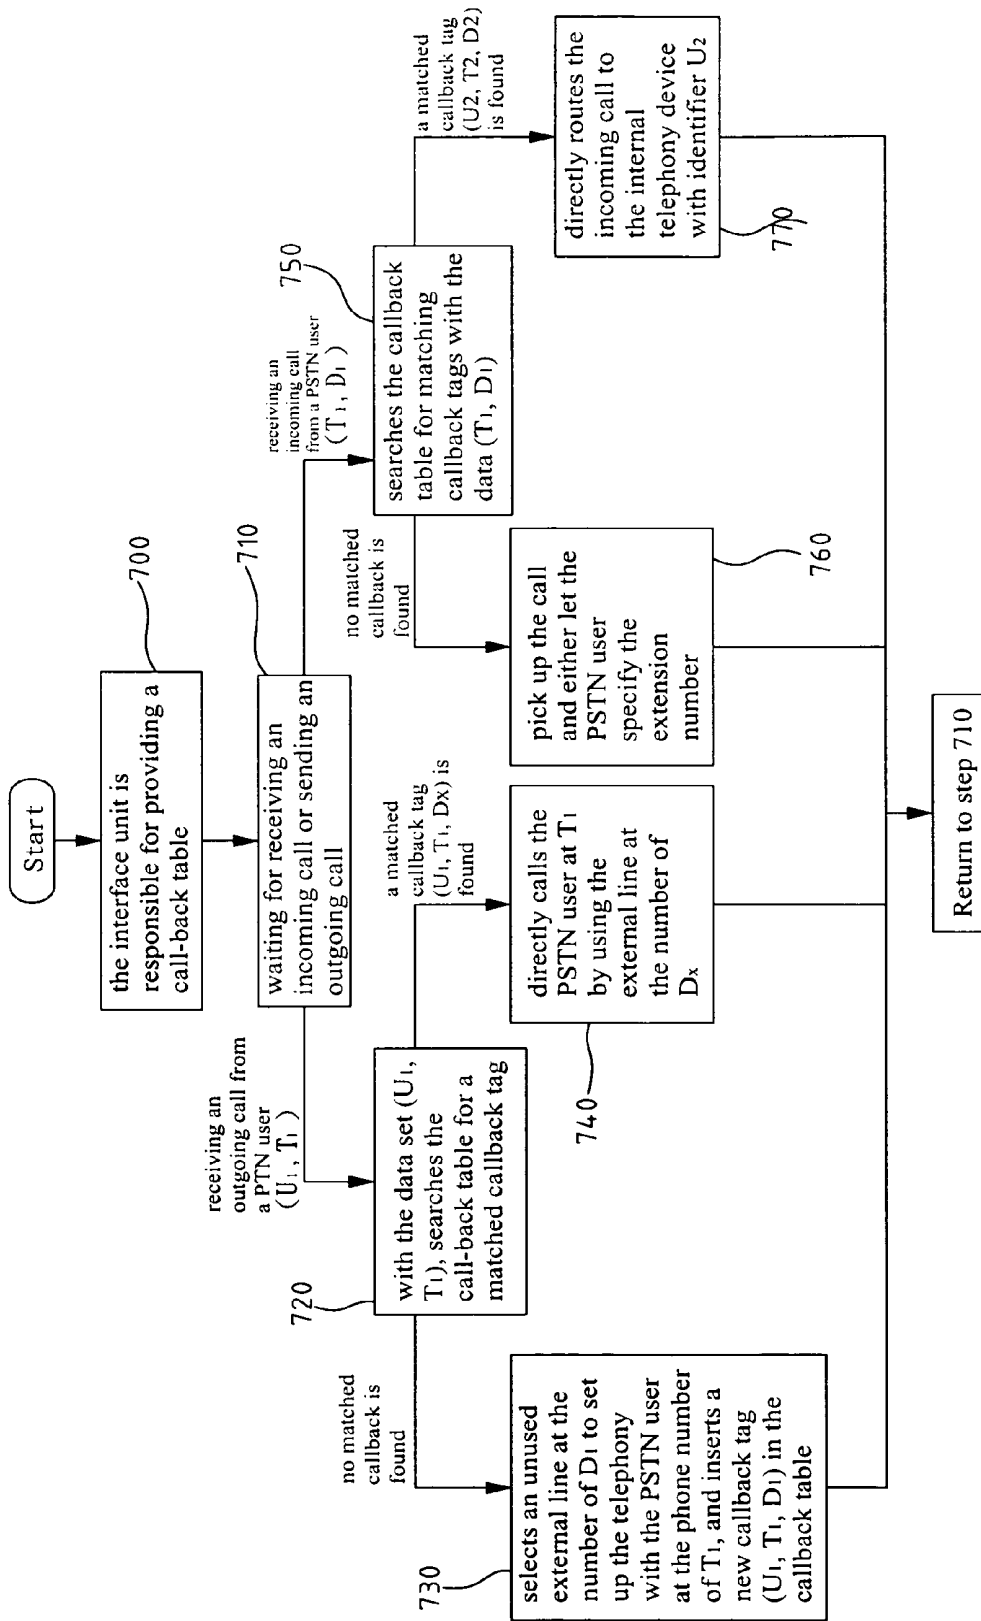 Start
700
the interface unit is
responsible for providing a
call-back table
710
waiting for receiving an
incoming call or sending an
outgoing call
receiving an
outgoing call from
a PTN user
(U1, T1)
receiving an
incoming call
from a PSTN user
(T1, D1)
720
with the data set (U1,
T1), searches the
call-back table for a
matched callback tag
750
searches the callback
table for matching
callback tags with the
data (T1, D1)
no matched
callback is
found
a matched
callback tag
(U1, T1, Dx) is
found
no matched
callback is
found
a matched
callback tag
(U2, T2, D2)
is found
730
selects an unused
external line at the
number of D1 to set
up the telephony
with the PSTN user
at the phone number
of T1, and inserts a
new callback tag
(U1, T1, D1) in the
callback table
740
directly calls the
PSTN user at T1
by using the
external line at
the number of
Dx
760
pick up the call
and either let the
PSTN user
specify the
extension
number
770
directly routes the
incoming call to
the internal
telephony device
with identifier U2
Return to step 710